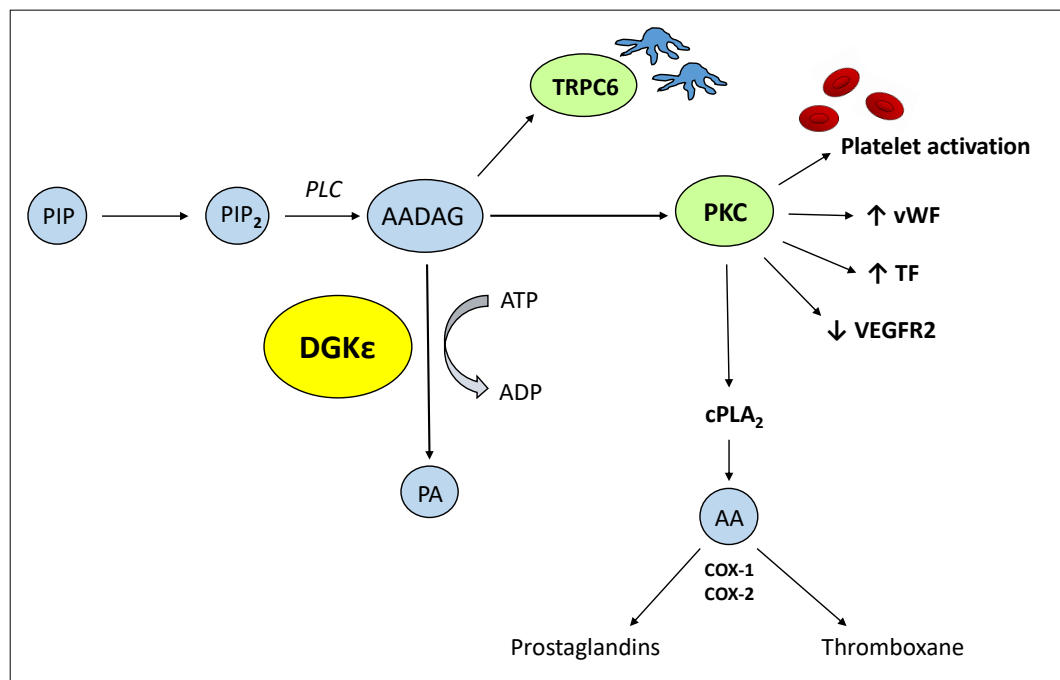 TRPC6
Platelet activation
PIP
PIP₂
PLC
AADAG
PKC
↑ vWF
↑ TF
↓ VEGFR2
DGKε
ATP
ADP
cPLA₂
PA
AA
COX-1
COX-2
Prostaglandins
Thromboxane